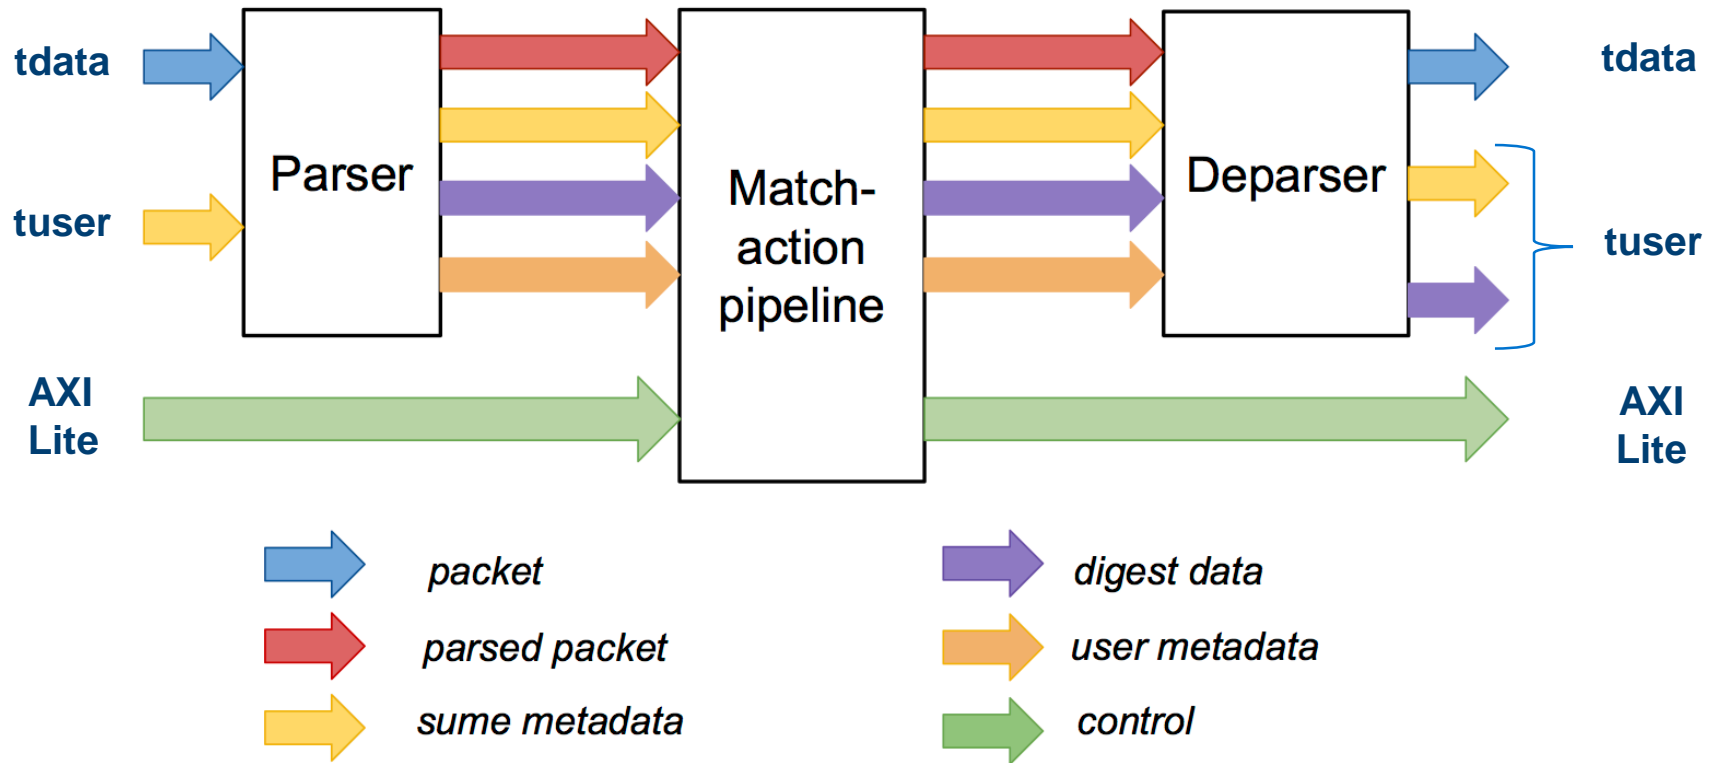 tdata
tuser
AXI
Lite
Parser
Match-
action
pipeline
Deparser
tdata
tuser
AXI
Lite
packet
parsed packet
sume metadata
digest data
user metadata
control